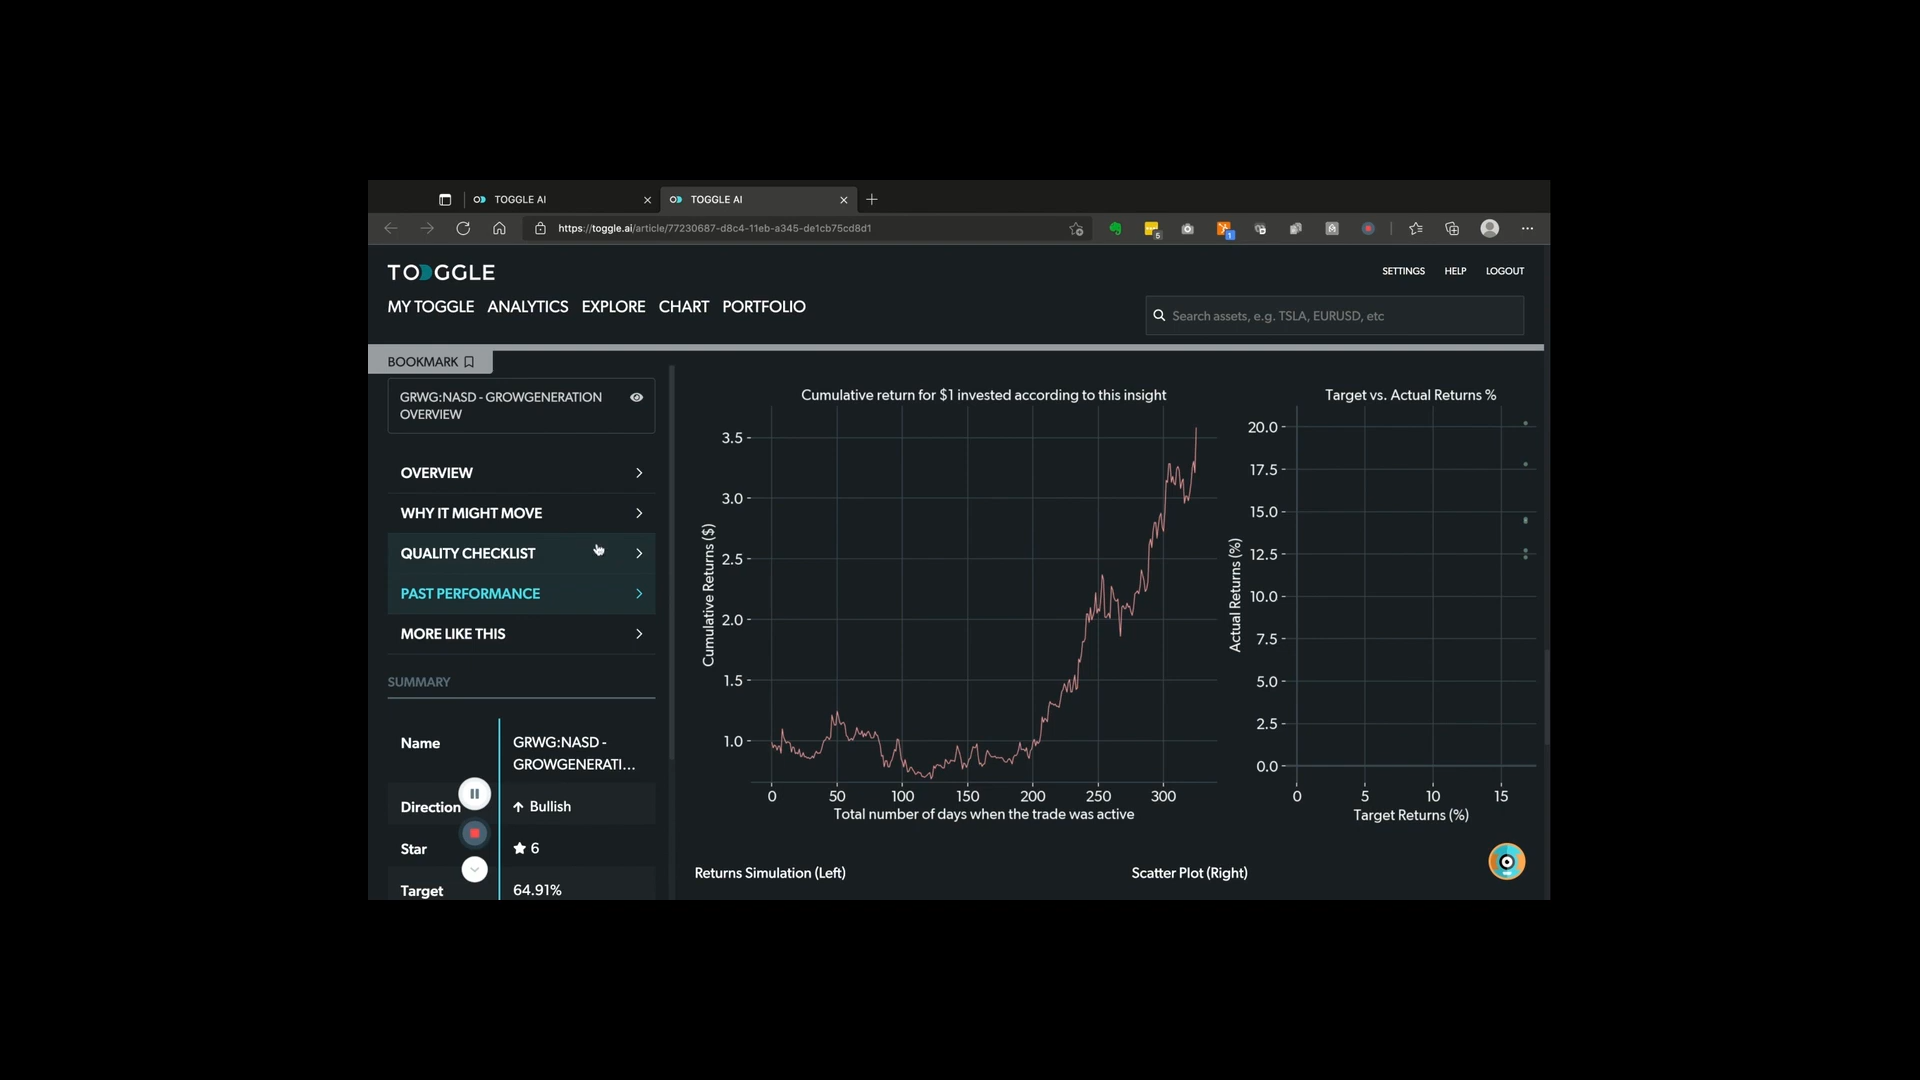 TOGGLE AI
TOGGLE AI
https://toggle.ai/article/77230687-d8c4-11eb-a345-de1cb75cd8d1
5
1
TOGGLE
SETTINGS HELP LOGOUT
MY TOGGLE ANALYTICS EXPLORE CHART PORTFOLIO
Search assets, e.g. TSLA, EURUSD, etc
BOOKMARK
GRWG:NASD - GROWGENERATION
OVERVIEW
OVERVIEW
WHY IT MIGHT MOVE
QUALITY CHECKLIST
PAST PERFORMANCE
MORE LIKE THIS
SUMMARY
Name
GRWG:NASD -
GROWGENERATI...
Direction
Bullish
Star
6
Target
64.91%
Cumulative return for $1 invested according to this insight
Cumulative Returns ($)
3.5
3.0
2.5
2.0
1.5
1.0
0 50 100 150 200 250 300
Total number of days when the trade was active
Target vs. Actual Returns %
Actual Returns (%)
20.0
17.5
15.0
12.5
10.0
7.5
5.0
2.5
0.0
0 5 10 15
Target Returns (%)
Returns Simulation (Left)
Scatter Plot (Right)